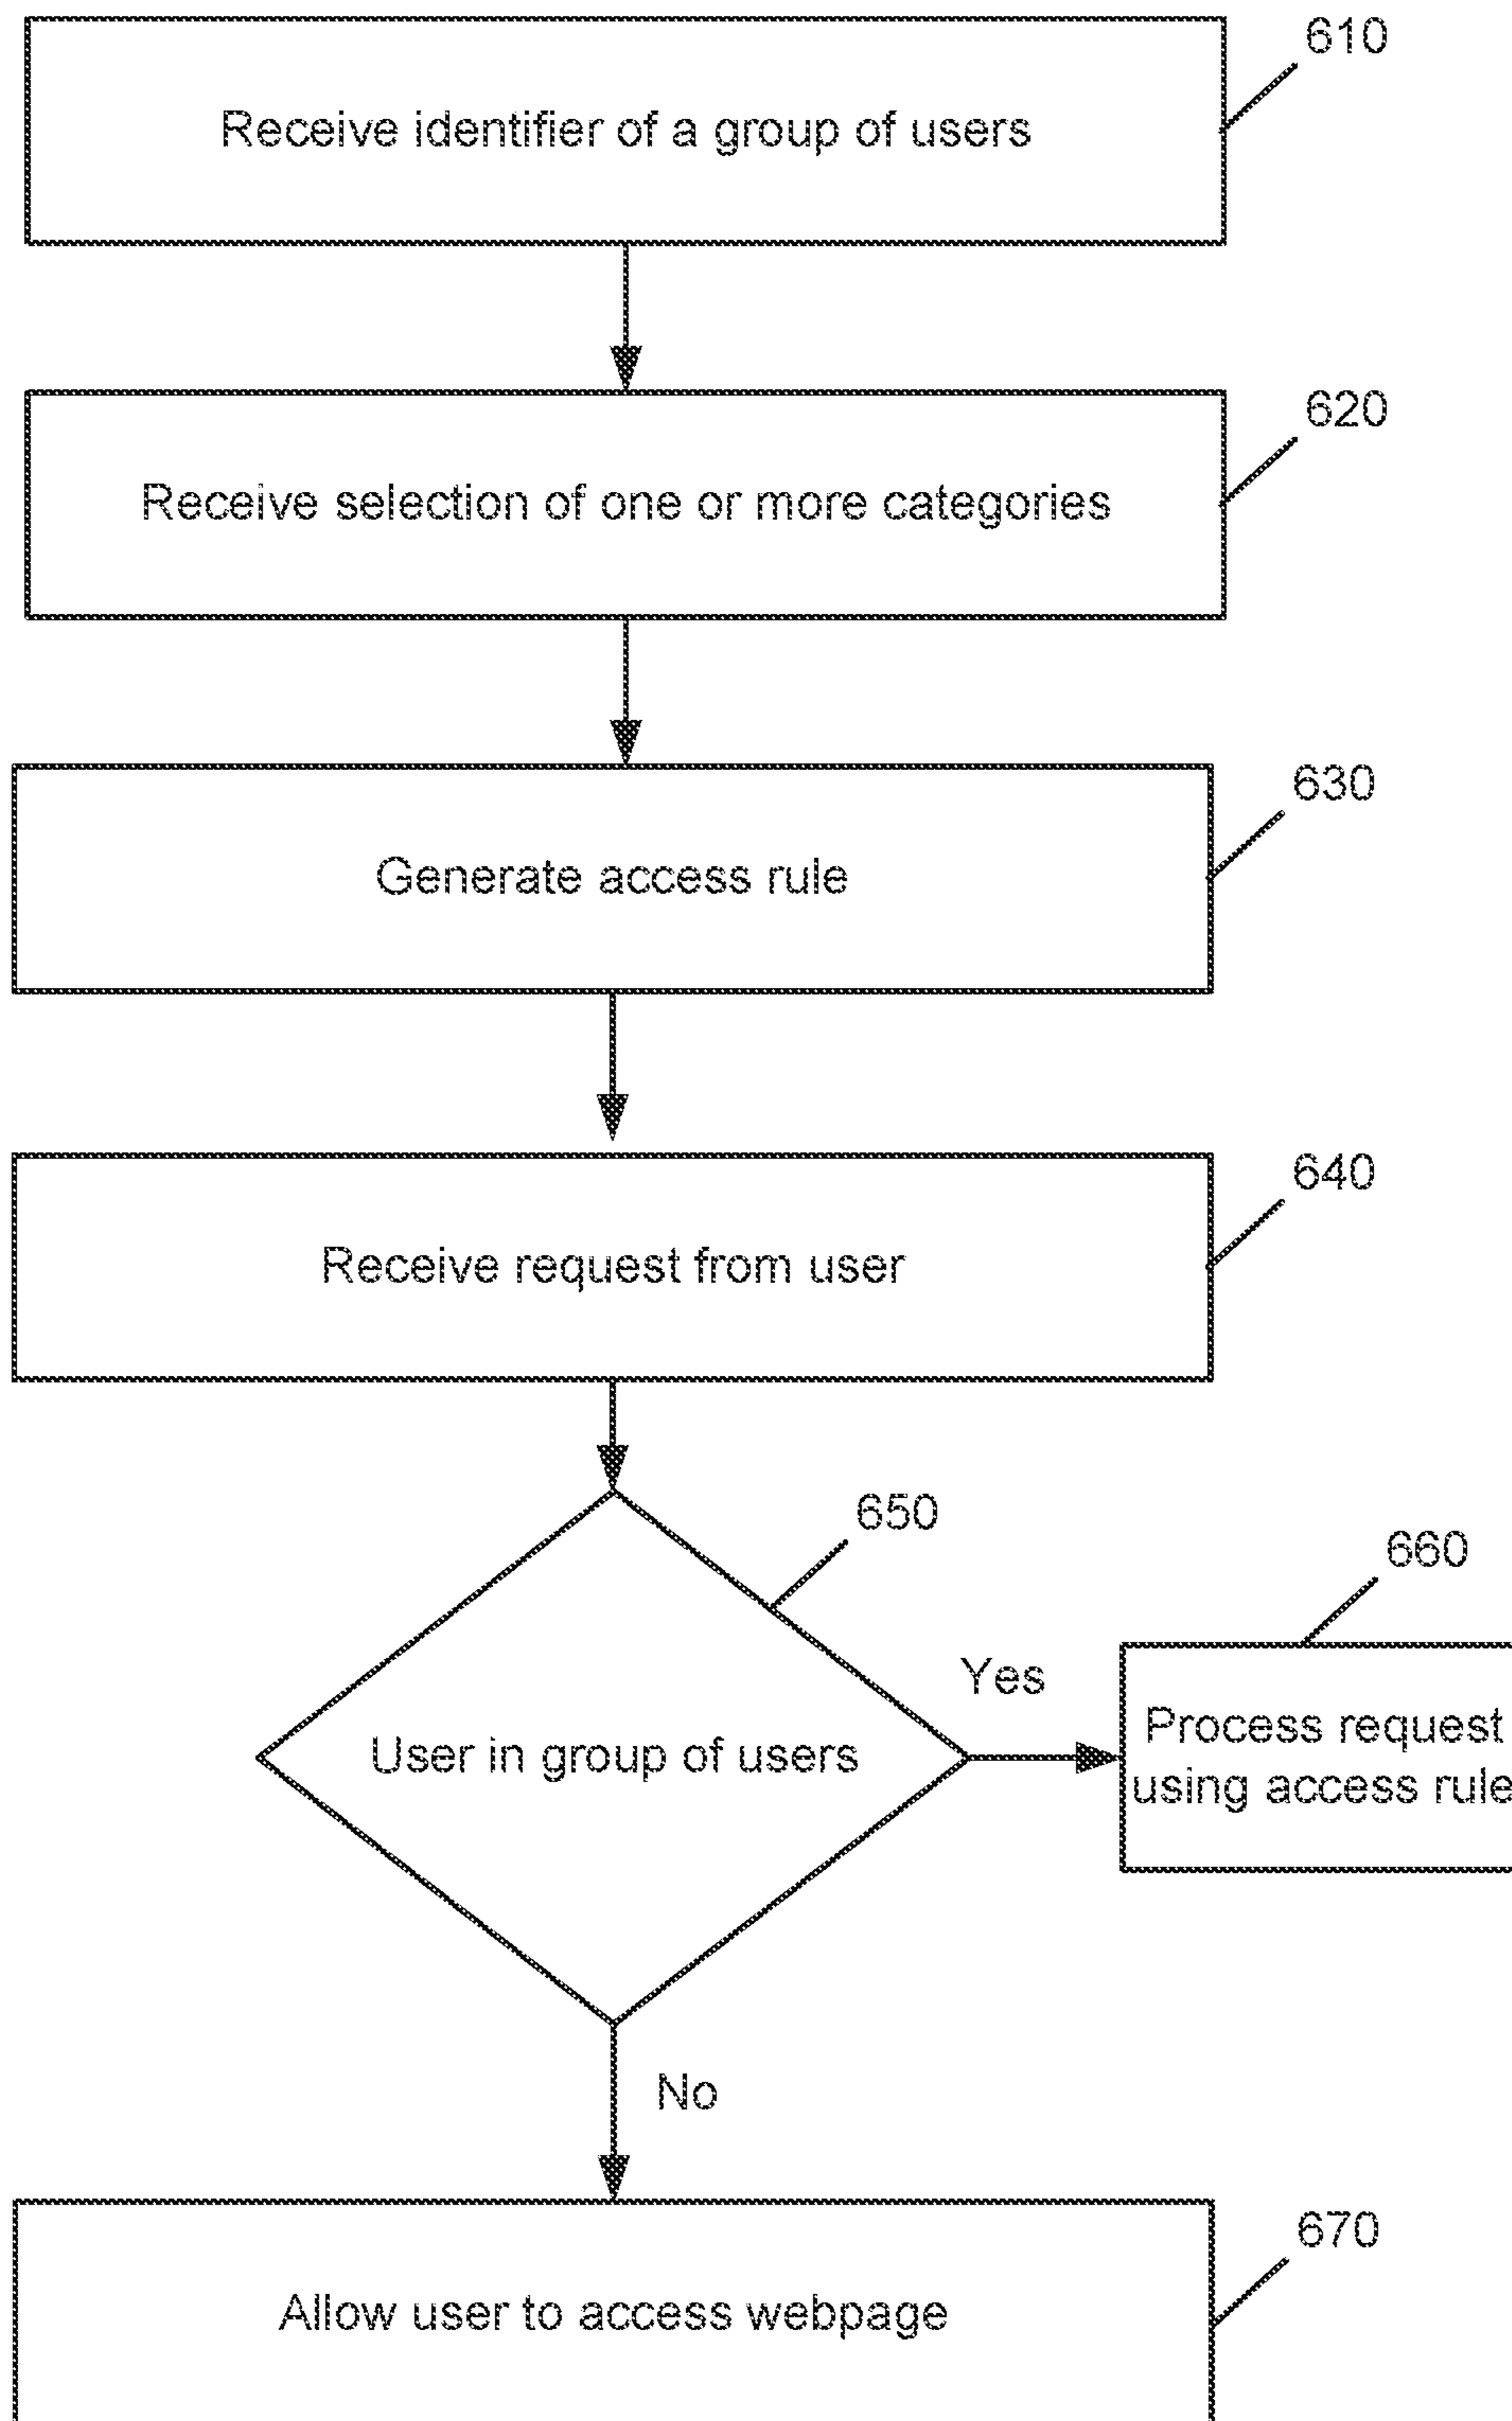 610
Receive identifier of a group of users
620
Receive selection of one or more categories
630
Generate access rule
640
Receive request from user
650
User in group of users
Yes
660
Process request
using access rule
No
670
Allow user to access webpage